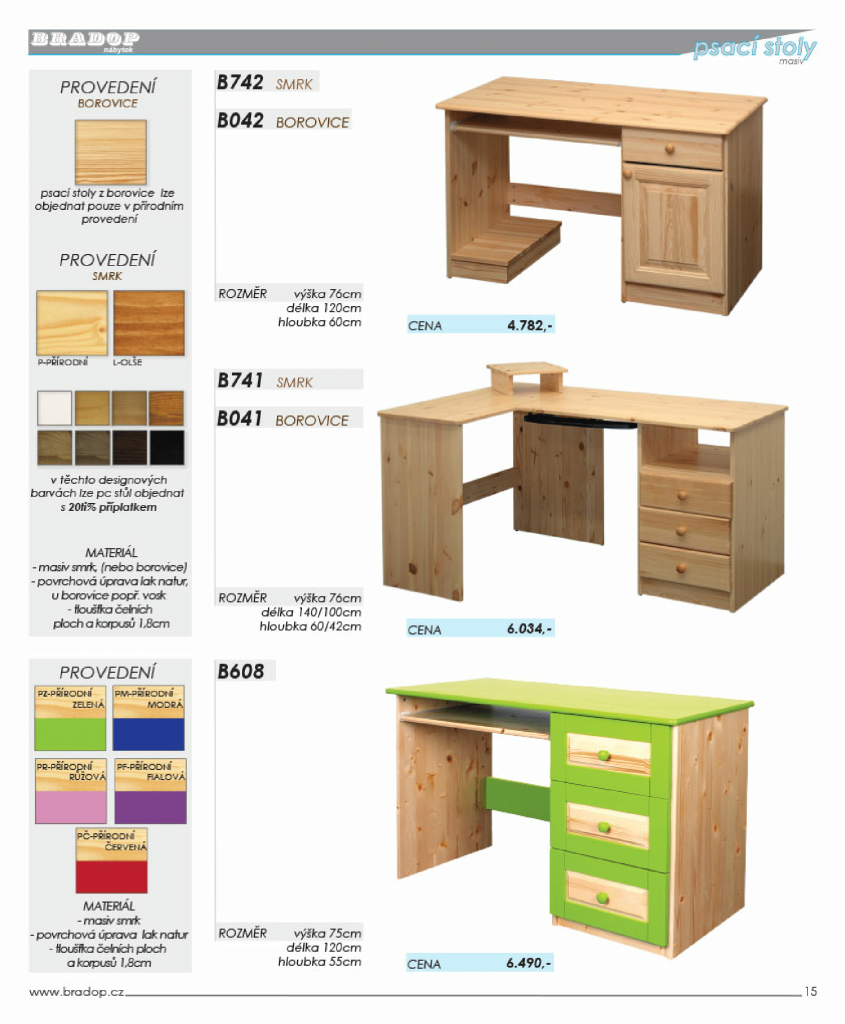 BRADOP
nábytek
psací stoly
masiv
PROVEDENÍ
BOROVICE
psací stoly z borovice lze
objednat pouze v přírodním
provedení
PROVEDENÍ
SMRK
P-PŘÍRODNÍ
L-OLŠE
v těchto designových
barvách lze pc stůl objednat
příplatkem
MATERIÁL
- masiv smrk, (nebo borovice)
- povrchová úprava lak natur,
u borovice popř. vosk
- tloušťka čelních
ploch a korpusů 1,8cm
B742 SMRK
B042 BOROVICE
ROZMĚR výška 76cm
délka 120cm
hloubka 60cm
CENA 4.782,-
B741 SMRK
B041 BOROVICE
ROZMĚR výška 76cm
délka 140/100cm
hloubka 60/42cm
CENA 6.034,-
PROVEDENÍ
PZ-PŘÍRODNÍ
ZELENÁ
PM-PŘÍRODNÍ
MODRÁ
PR-PŘÍRODNÍ
RŮŽOVÁ
PF-PŘÍRODNÍ
FIALOVÁ
PČ-PŘÍRODNÍ
ČERVENÁ
MATERIÁL
- masiv smrk
- povrchová úprava lak natur
- tloušťka čelních ploch
a korpusů 1,8cm
B608
ROZMĚR výška 75cm
délka 120cm
hloubka 55cm
CENA 6.490,-
www.bradop.cz
15